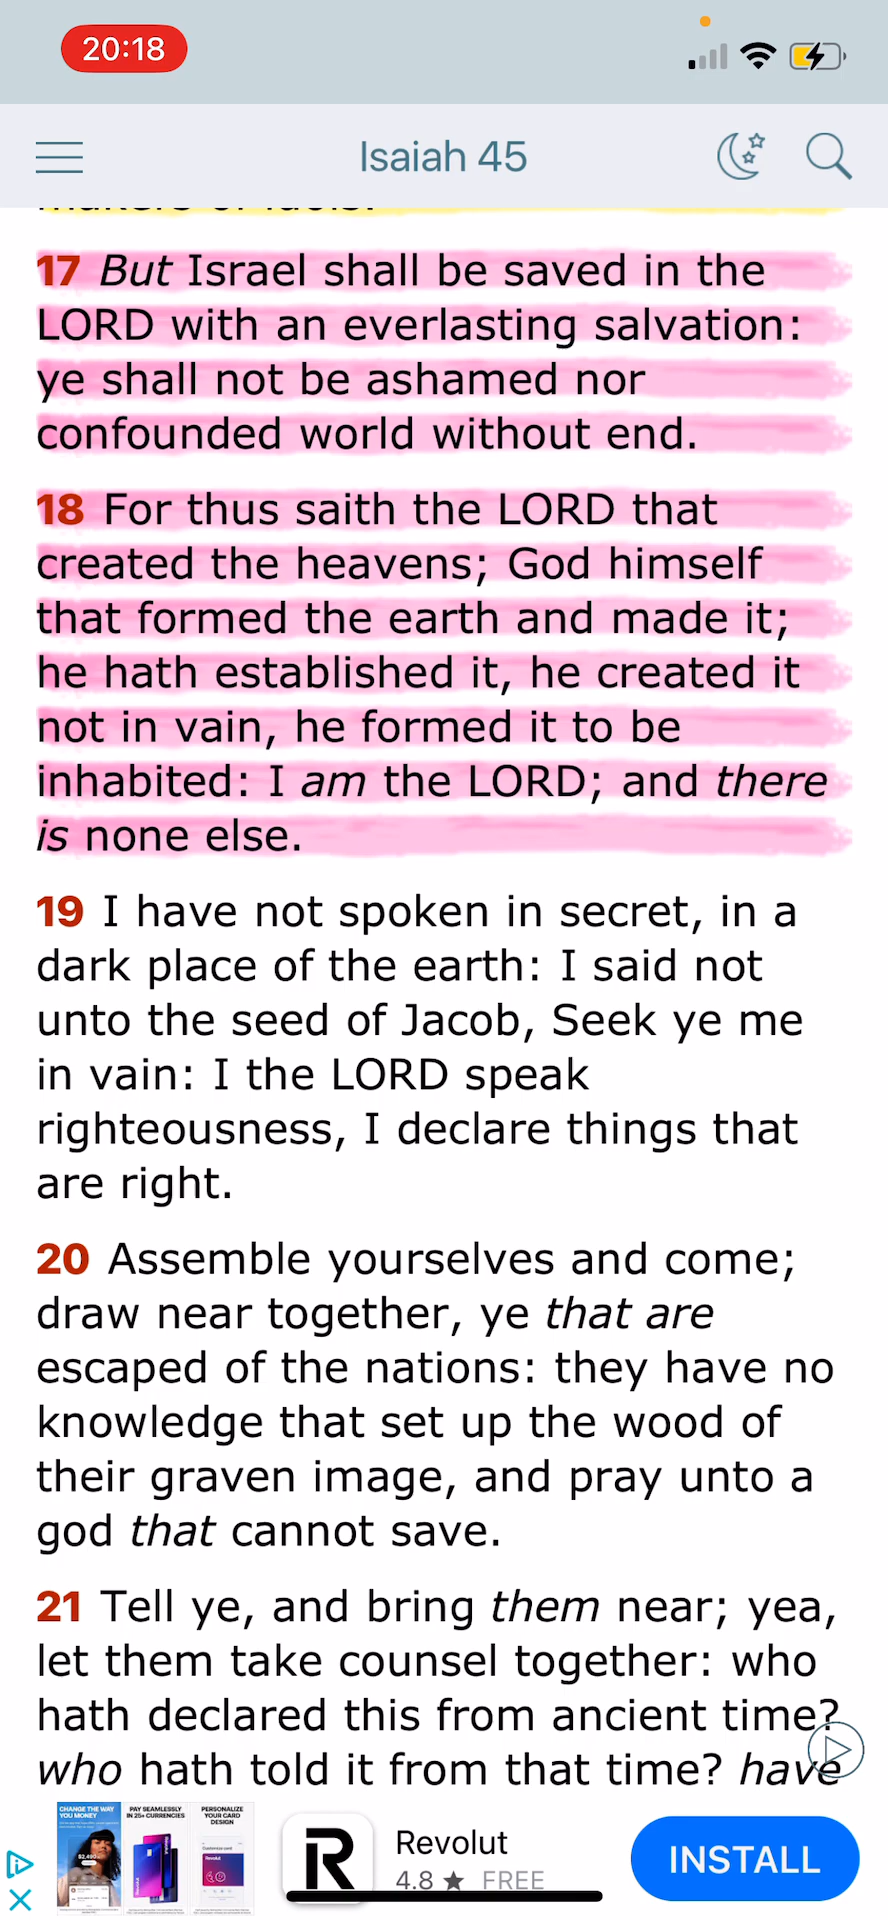 20:18
Isaiah 45
makers of idols.
17 But Israel shall be saved in the
LORD with an everlasting salvation:
ye shall not be ashamed nor
confounded world without end.
18 For thus saith the LORD that
created the heavens; God himself
that formed the earth and made it;
he hath established it, he created it
not in vain, he formed it to be
inhabited: I am the LORD; and there
is none else.
19 I have not spoken in secret, in a
dark place of the earth: I said not
unto the seed of Jacob, Seek ye me
in vain: I the LORD speak
righteousness, I declare things that
are right.
20 Assemble yourselves and come;
draw near together, ye that are
escaped of the nations: they have no
knowledge that set up the wood of
their graven image, and pray unto a
god that cannot save.
21 Tell ye, and bring them near; yea,
let them take counsel together: who
hath declared this from ancient time?
who hath told it from that time? have
CHANGE THE WAY
YOU MONEY
PAY SEAMLESSLY
IN 25+ CURRENCIES
PERSONALIZE
YOUR CARD
DESIGN
R
Revolut
4.8 ★ FREE
INSTALL